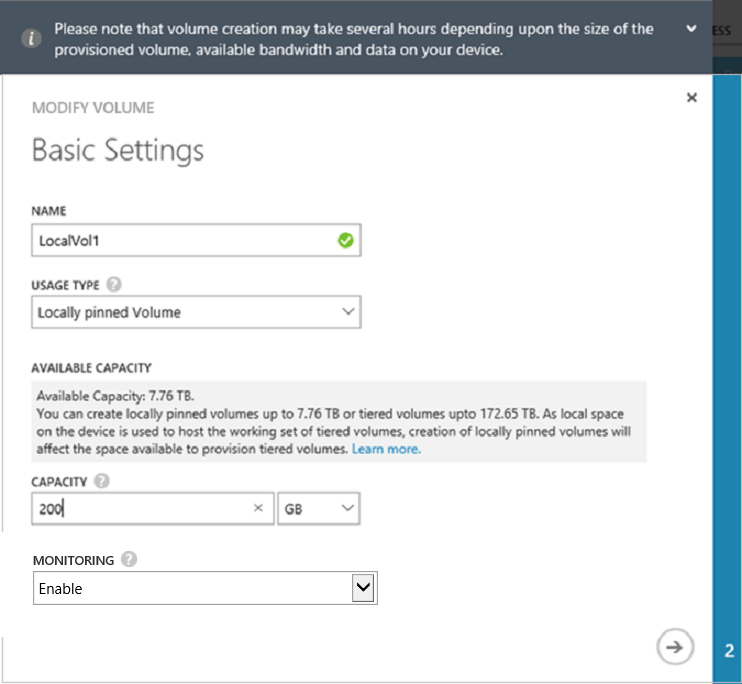 Please note that volume creation may take several hours depending upon the size of the
provisioned volume, available bandwidth and data on your device.
ESS
MODIFY VOLUME
Basic Settings
NAME
LocalVol1
USAGE TYPE ?
Locally pinned Volume
AVAILABLE CAPACITY
Available Capacity: 7.76 TB.
You can create locally pinned volumes up to 7.76 TB or tiered volumes upto 172.65 TB. As local space
on the device is used to host the working set of tiered volumes, creation of locally pinned volumes will
affect the space available to provision tiered volumes. Learn more.
CAPACITY ?
200 GB
MONITORING ?
Enable
2